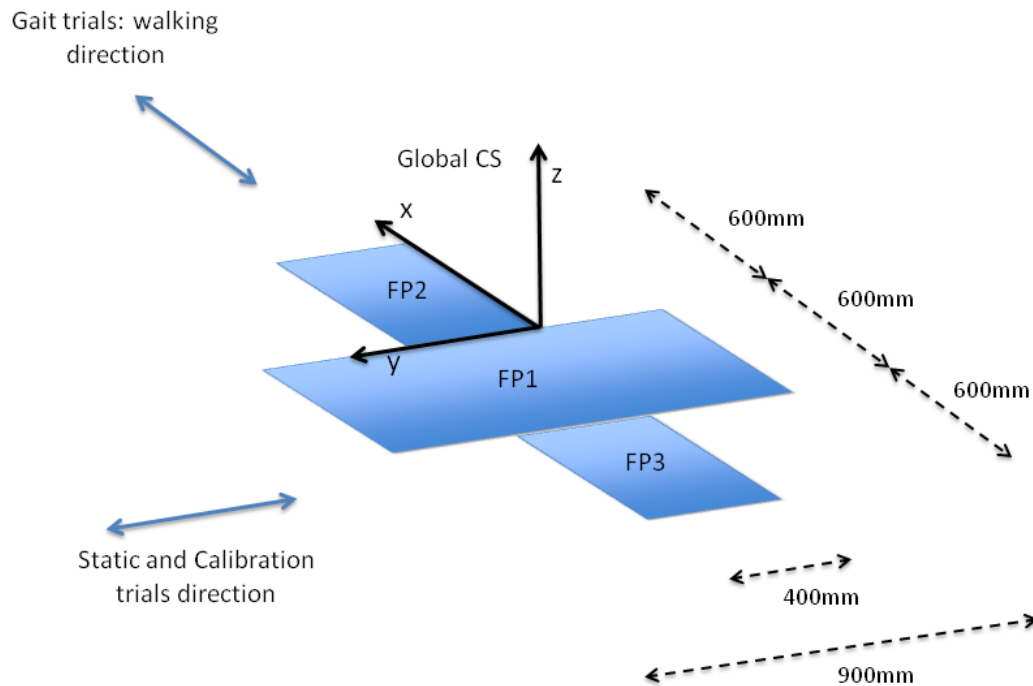 Gait trials: walking
direction
Global CS
z
x
y
FP2
FP1
FP3
600mm
600mm
600mm
Static and Calibration
trials direction
400mm
900mm